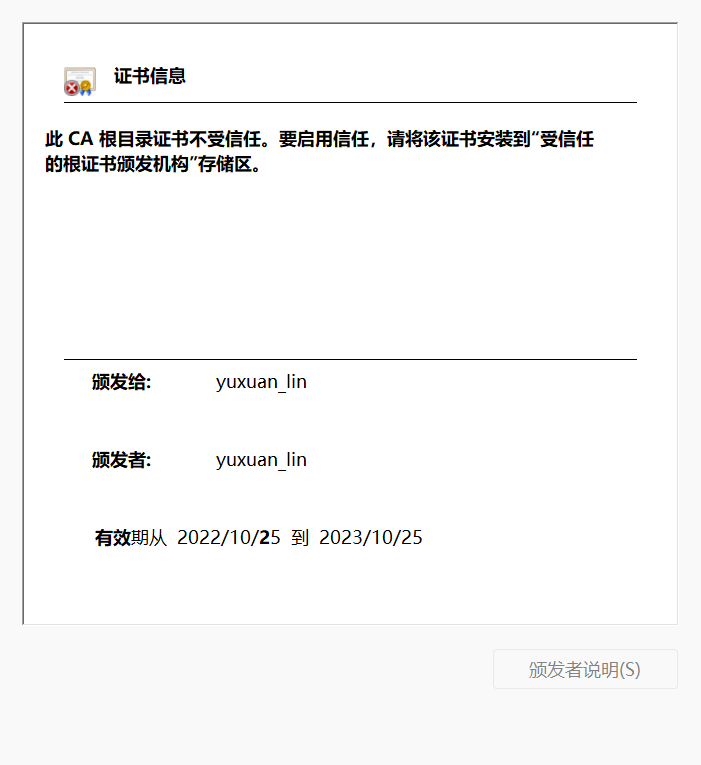 证书信息
此 CA 根目录证书不受信任。要启用信任，请将该证书安装到“受信任
的根证书颁发机构”存储区。
颁发给: yuxuan_lin
颁发者: yuxuan_lin
有效期从 2022/10/25 到 2023/10/25
颁发者说明(S)